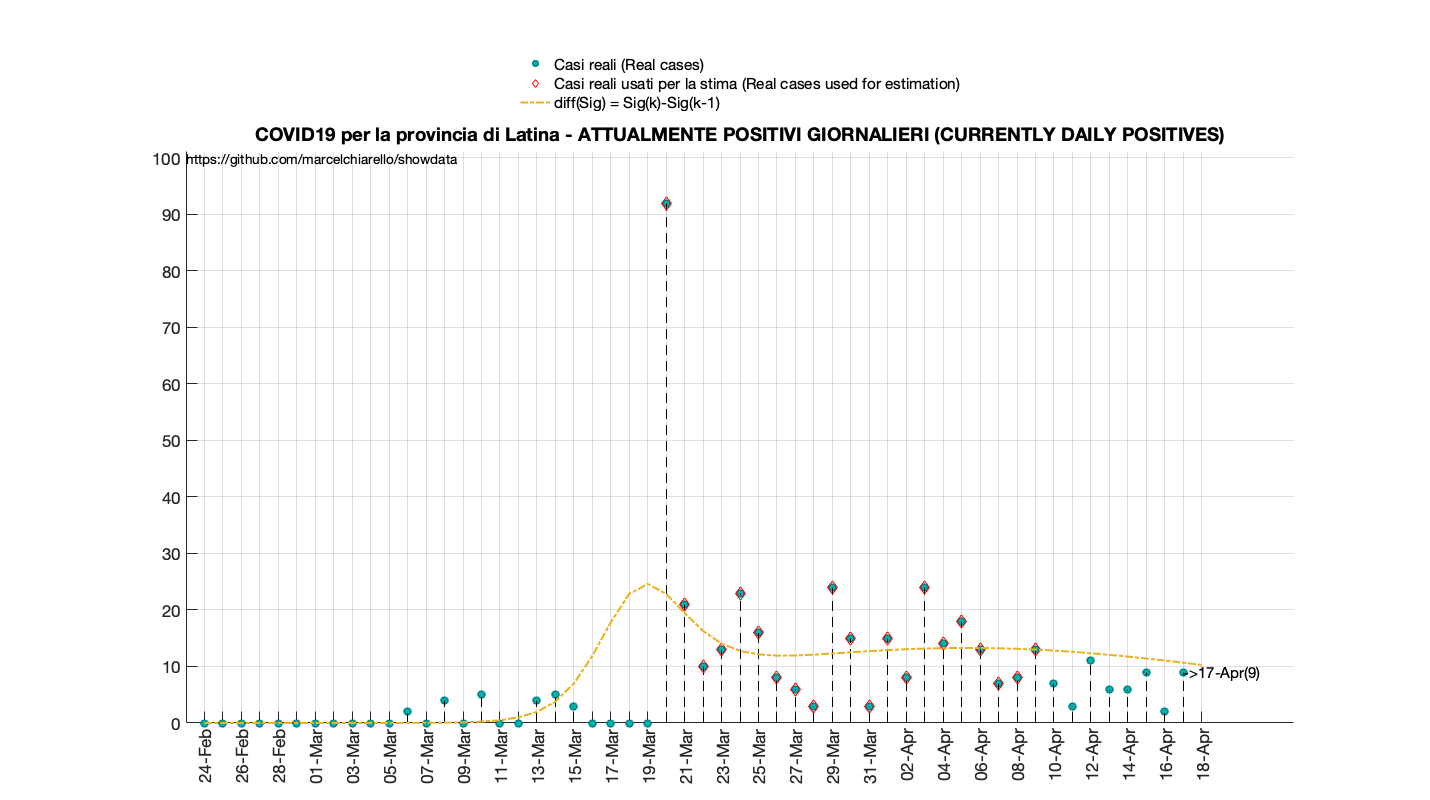 Casi reali (Real cases)
Casi reali usati per la stima (Real cases used for estimation)
diff(Sig) = Sig(k)-Sig(k-1)
COVID19 per la provincia di Latina - ATTUALMENTE POSITIVI GIORNALIERI (CURRENTLY DAILY POSITIVES)
https://github.com/marcelchiarello/showdata
100
90
80
70
60
50
40
30
20
10
0
->17-Apr(9)
24-Feb
26-Feb
28-Feb
01-Mar
03-Mar
05-Mar
07-Mar
09-Mar
11-Mar
13-Mar
15-Mar
17-Mar
19-Mar
21-Mar
23-Mar
25-Mar
27-Mar
29-Mar
31-Mar
02-Apr
04-Apr
06-Apr
08-Apr
10-Apr
12-Apr
14-Apr
16-Apr
18-Apr